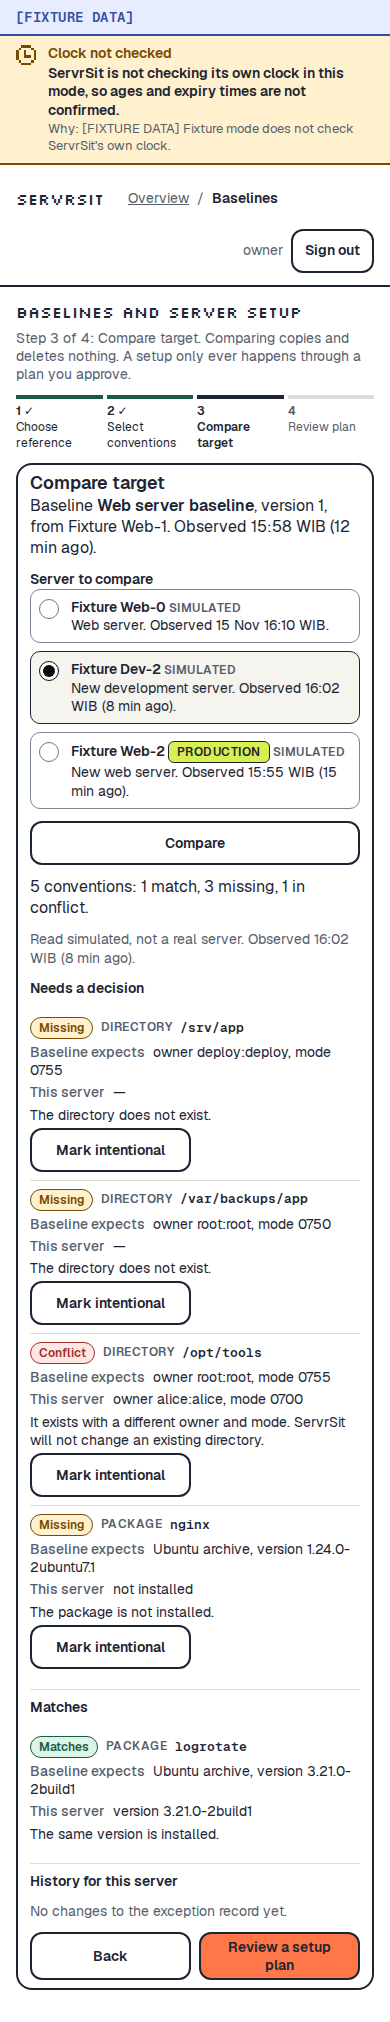 [FIXTURE DATA]
Clock not checked
ServrSit is not checking its own clock in this
mode, so ages and expiry times are not
confirmed.
Why: [FIXTURE DATA] Fixture mode does not check
ServrSit's own clock.
SERVRSIT Overview / Baselines
owner Sign out
BASELINES AND SERVER SETUP
Step 3 of 4: Compare target. Comparing copies and
deletes nothing. A setup only ever happens through a
plan you approve.
1 ✓
Choose
reference
2 ✓
Select
conventions
3
Compare
target
4
Review plan
Compare target
Baseline Web server baseline, version 1,
from Fixture Web-1. Observed 15:58 WIB (12
min ago).
Server to compare
Fixture Web-0 SIMULATED
Web server. Observed 15 Nov 16:10 WIB.
Fixture Dev-2 SIMULATED
New development server. Observed 16:02
WIB (8 min ago).
Fixture Web-2 PRODUCTION SIMULATED
New web server. Observed 15:55 WIB (15
min ago).
Compare
5 conventions: 1 match, 3 missing, 1 in
conflict.
Read simulated, not a real server. Observed 16:02
WIB (8 min ago).
Needs a decision
Missing DIRECTORY /srv/app
Baseline expects owner deploy:deploy, mode
0755
This server —
The directory does not exist.
Mark intentional
Missing DIRECTORY /var/backups/app
Baseline expects owner root:root, mode 0750
This server —
The directory does not exist.
Mark intentional
Conflict DIRECTORY /opt/tools
Baseline expects owner root:root, mode 0755
This server owner alice:alice, mode 0700
It exists with a different owner and mode. ServrSit
will not change an existing directory.
Mark intentional
Missing PACKAGE nginx
Baseline expects Ubuntu archive, version 1.24.0-
2ubuntu7.1
This server not installed
The package is not installed.
Mark intentional
Matches
Matches PACKAGE logrotate
Baseline expects Ubuntu archive, version 3.21.0-
2build1
This server version 3.21.0-2build1
The same version is installed.
History for this server
No changes to the exception record yet.
Back
Review a setup
plan